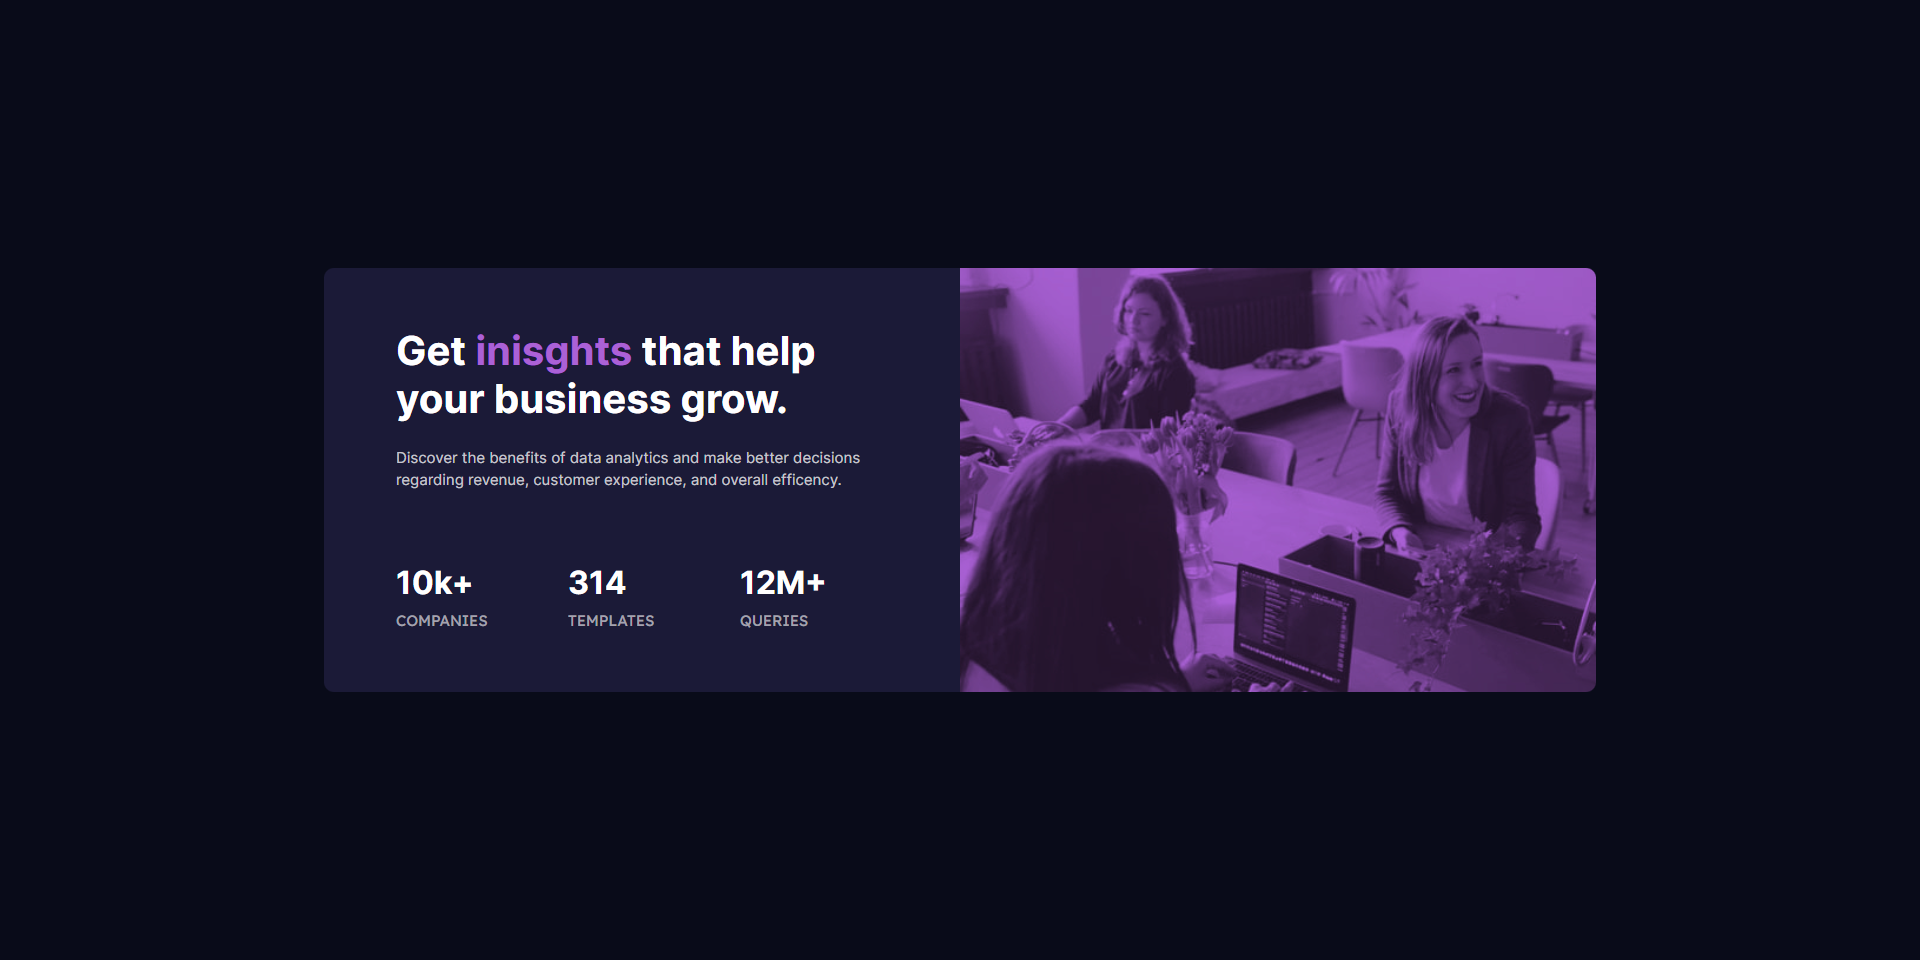 Get inisghts that help
your business grow.
Discover the benefits of data analytics and make better decisions
regarding revenue, customer experience, and overall efficency.
10k+ 314 12M+
COMPANIES TEMPLATES QUERIES